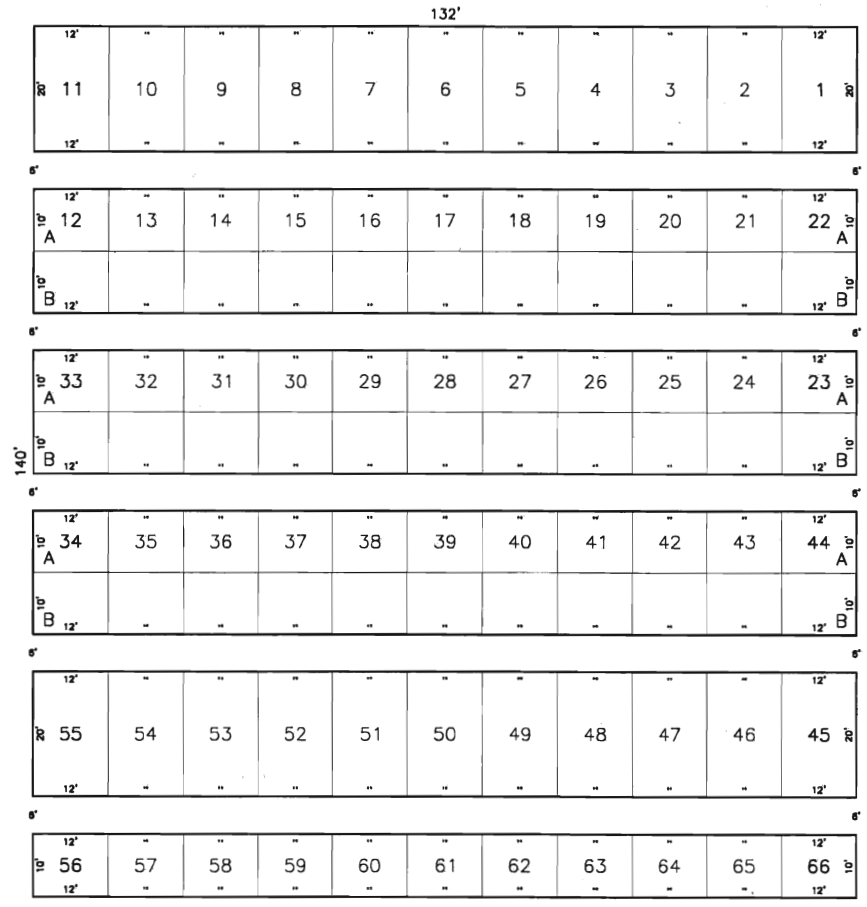 132'
12' " " " " " " " " " 12'
20' 11 10 9 8 7 6 5 4 3 2 1 20'
12' " " " " " " " " " 12'
6' 6'
12' " " " " " " " " " 12'
10' 12 13 14 15 16 17 18 19 20 21 22 10'
A A
10' 10'
B 12' " " " " " " " " " 12' B
6' 6'
12' " " " " " " " " " 12'
10' 33 32 31 30 29 28 27 26 25 24 23 10'
A A
10' 10'
140'
B 12' " " " " " " " " " 12' B
6' 6'
12' " " " " " " " " " 12'
10' 34 35 36 37 38 39 40 41 42 43 44 10'
A A
10' 10'
B 12' " " " " " " " " " 12' B
6' 6'
12' " " " " " " " " " 12'
20' 55 54 53 52 51 50 49 48 47 46 45 20'
12' " " " " " " " " " 12'
6' 6'
12' " " " " " " " " " 12'
10' 56 57 58 59 60 61 62 63 64 65 66 10'
12' " " " " " " " " " 12'